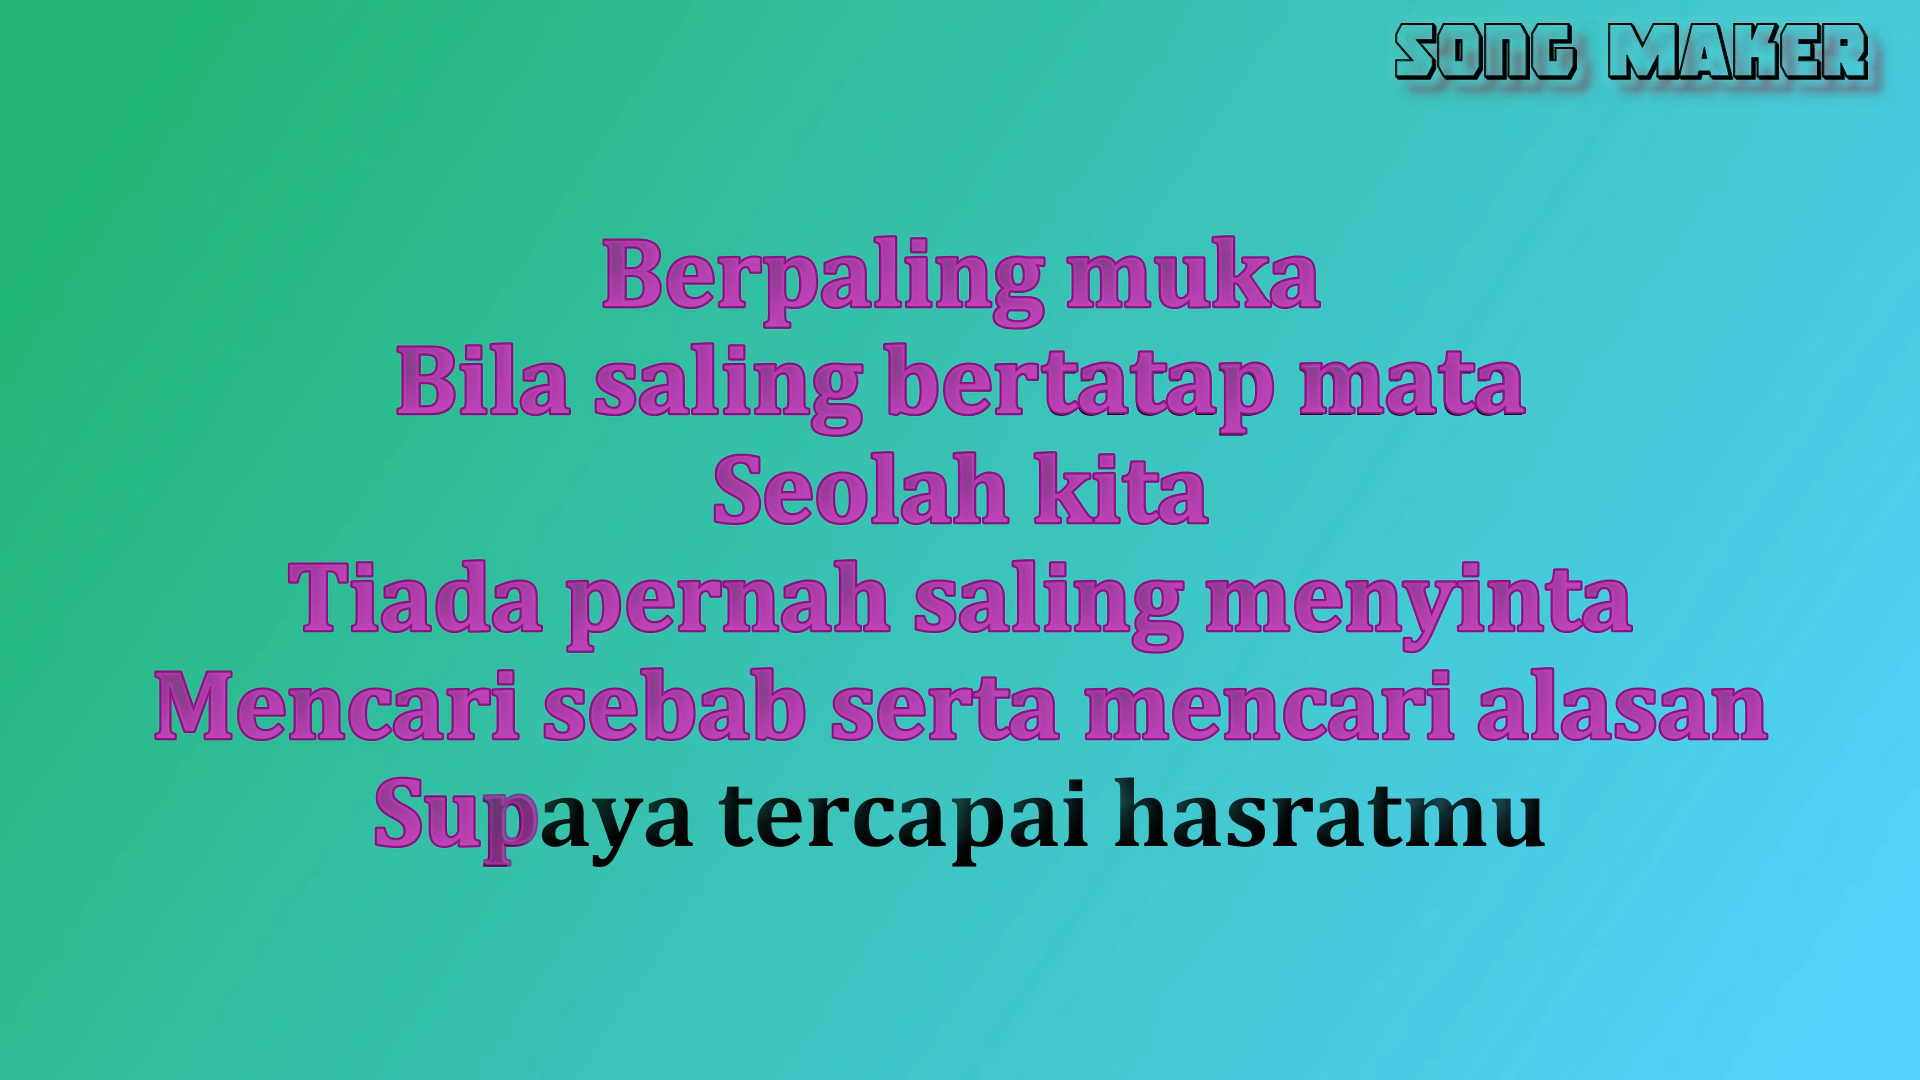 SONG MAKER
Berpaling muka
Bila saling bertatap mata
Seolah kita
Tiada pernah saling menyinta
Mencari sebab serta mencari alasan
Supaya tercapai hasratmu